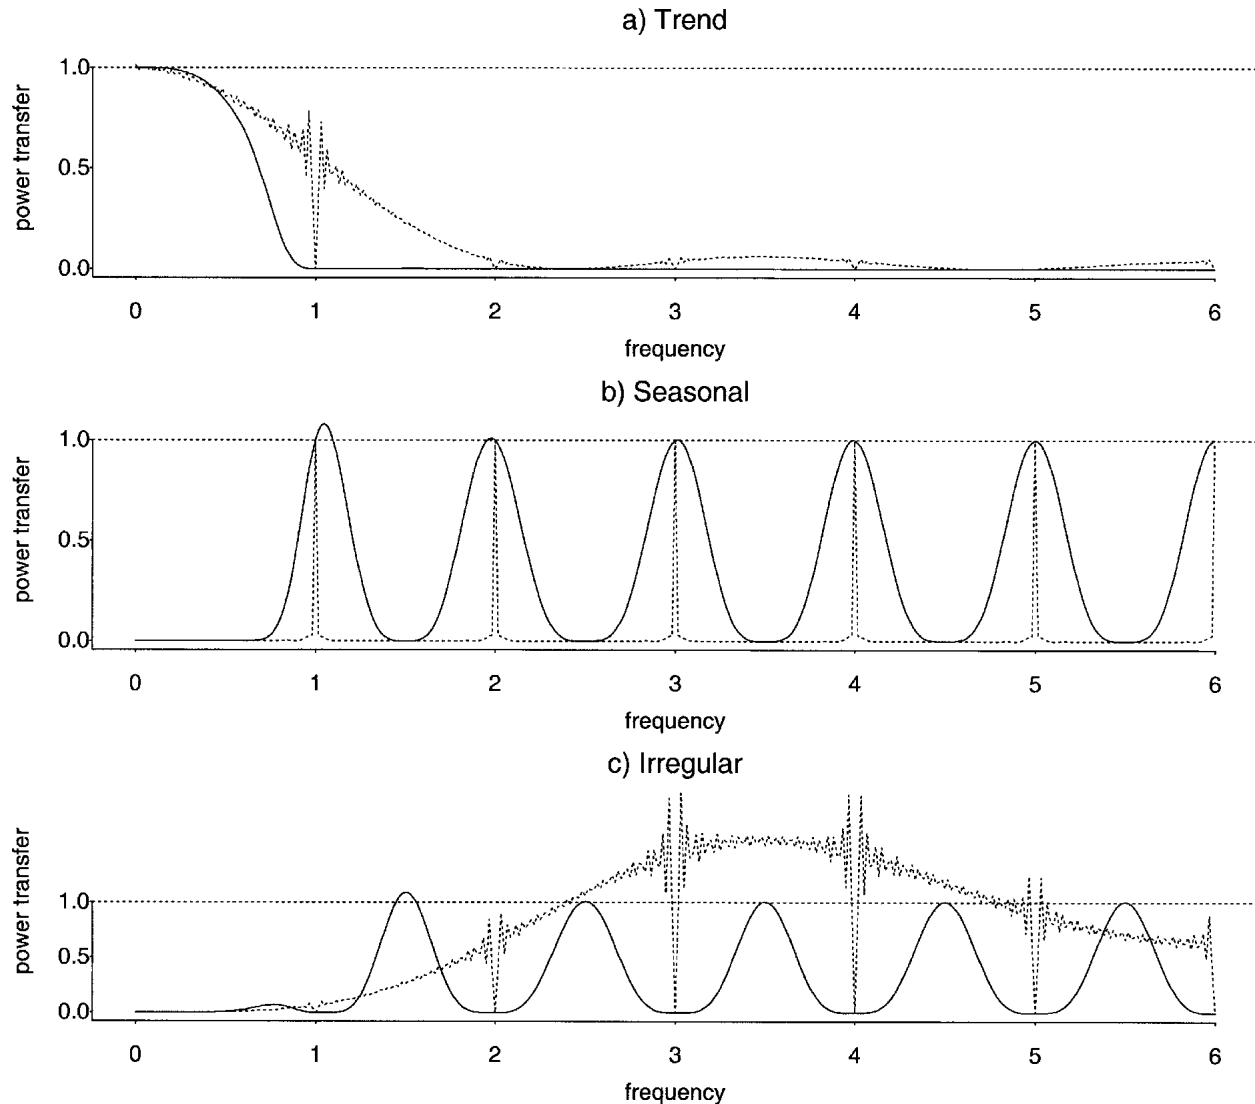 a) Trend
power transfer
1.0
0.5
0.0
0 1 2 3 4 5 6
frequency
b) Seasonal
power transfer
1.0
0.5
0.0
0 1 2 3 4 5 6
frequency
c) Irregular
power transfer
1.0
0.5
0.0
0 1 2 3 4 5 6
frequency